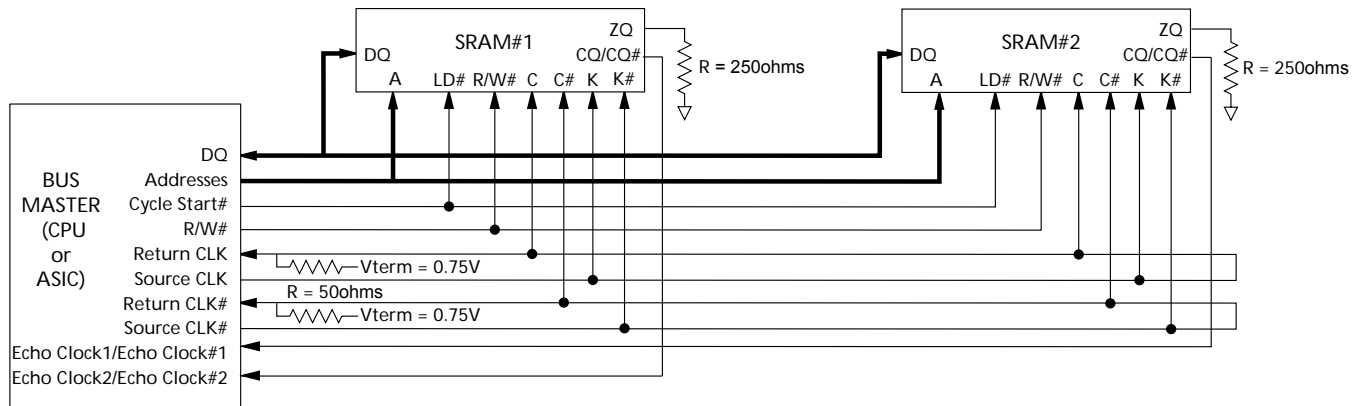 SRAM#1
ZQ
DQ
CQ/CQ#
A LD# R/W# C C# K K#
R = 250ohms
SRAM#2
ZQ
DQ
CQ/CQ#
A LD# R/W# C C# K K#
R = 250ohms
BUS
MASTER
(CPU
or
ASIC)
DQ
Addresses
Cycle Start#
R/W#
Return CLK
Source CLK
Return CLK#
Source CLK#
Echo Clock1/Echo Clock#1
Echo Clock2/Echo Clock#2
Vterm = 0.75V
R = 50ohms
Vterm = 0.75V